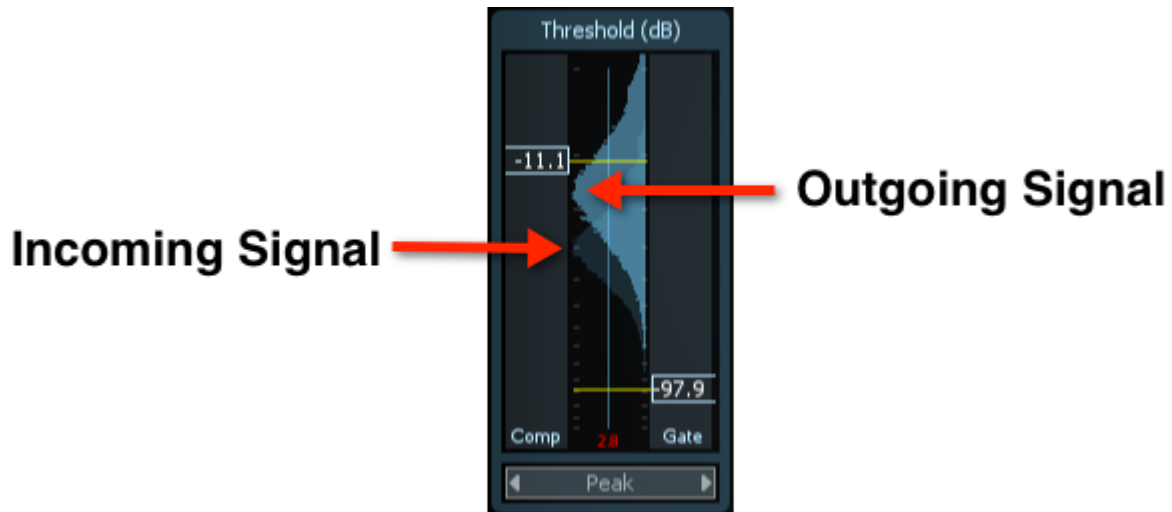 Threshold (dB)
-11.1
Outgoing Signal
Incoming Signal
-97.9
Comp
2.8
Gate
Peak